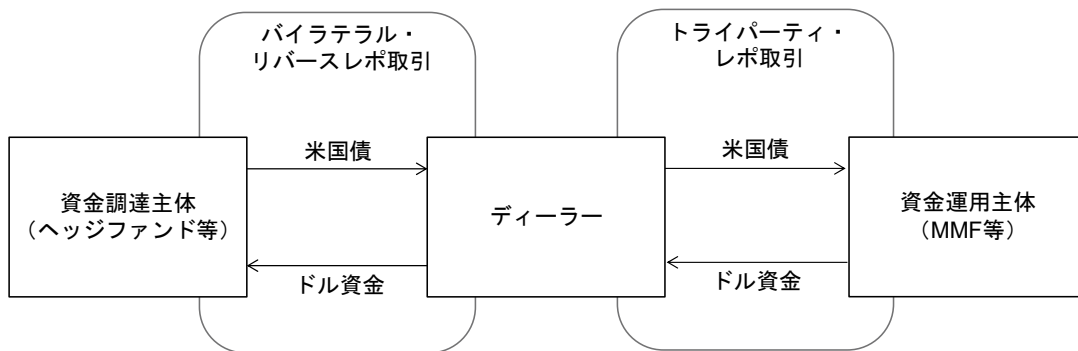 バイラテラル・
リバースレポ取引
トライパーティ・
レポ取引
米国債
米国債
資金調達主体
（ヘッジファンド等）
ディーラー
資金運用主体
（MMF等）
ドル資金
ドル資金